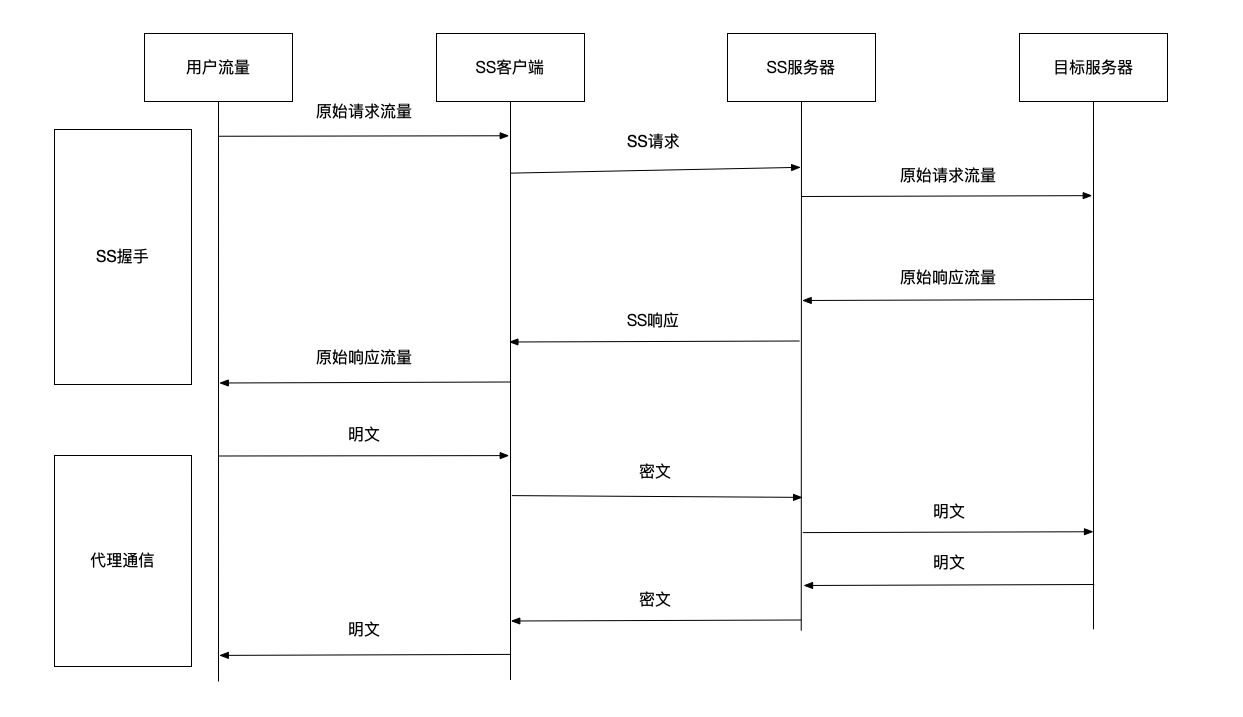 用户流量
SS客户端
SS服务器
目标服务器
原始请求流量
SS请求
原始请求流量
SS握手
原始响应流量
SS响应
原始响应流量
明文
密文
明文
代理通信
明文
密文
明文